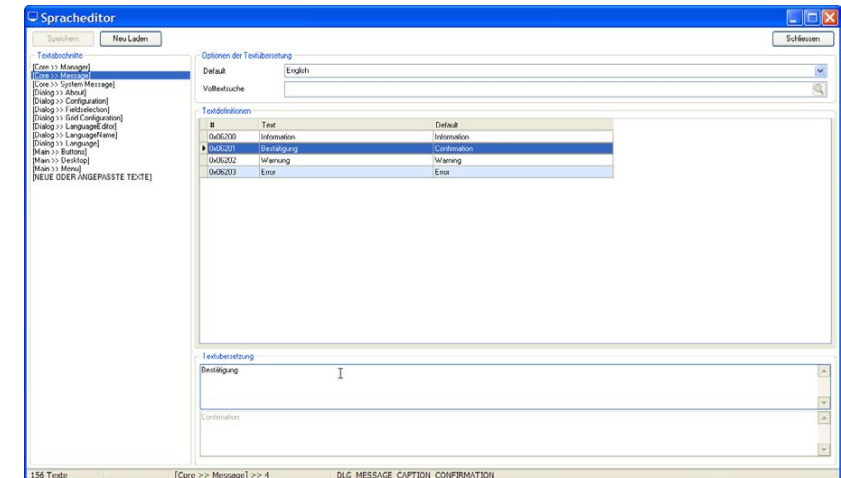 Spracheditor
Speichern Neu Laden Schliessen
Textabschnitte
[Core >> Manager]
[Core >> Message]
[Core >> System Message]
[Dialog >> About]
[Dialog >> Configuration]
[Dialog >> Fieldselection]
[Dialog >> Grid Configuration]
[Dialog >> LanguageEditor]
[Dialog >> LanguageName]
[Dialog >> Language]
[Main >> Buttons]
[Main >> Desktop]
[Main >> Menu]
[NEUE ODER ANGEPASSTE TEXTE]
Optionen der Textübersetung
Default English
Volltextsuche
Textdefinitionen
# Text Default
0x06200 Information Information
0x06201 Bestätigung Confirmation
0x06202 Warnung Warning
0x06203 Error Error
Textübersetzung
Bestätigung
Confirmation
156 Texte [Core >> Message] >> 4 DLG_MESSAGE_CAPTION_CONFIRMATION